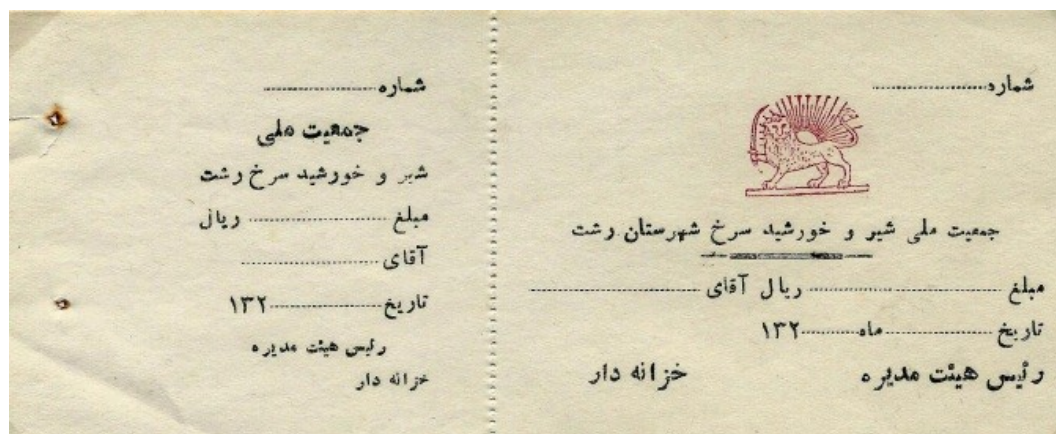 شماره................
جمعیت ملی
شیر و خورشید سرخ شهرستان رشت
مبلغ ................ ریال آقای ................
تاریخ ................ ماه ........ ۱۳۲
رئیس هیئت مدیره خزانه دار
شماره................
جمعیت ملی
شیر و خورشید سرخ رشت
مبلغ ................ ریال
آقای ................
تاریخ ................ ۱۳۲
رئیس هیئت مدیره
خزانه دار